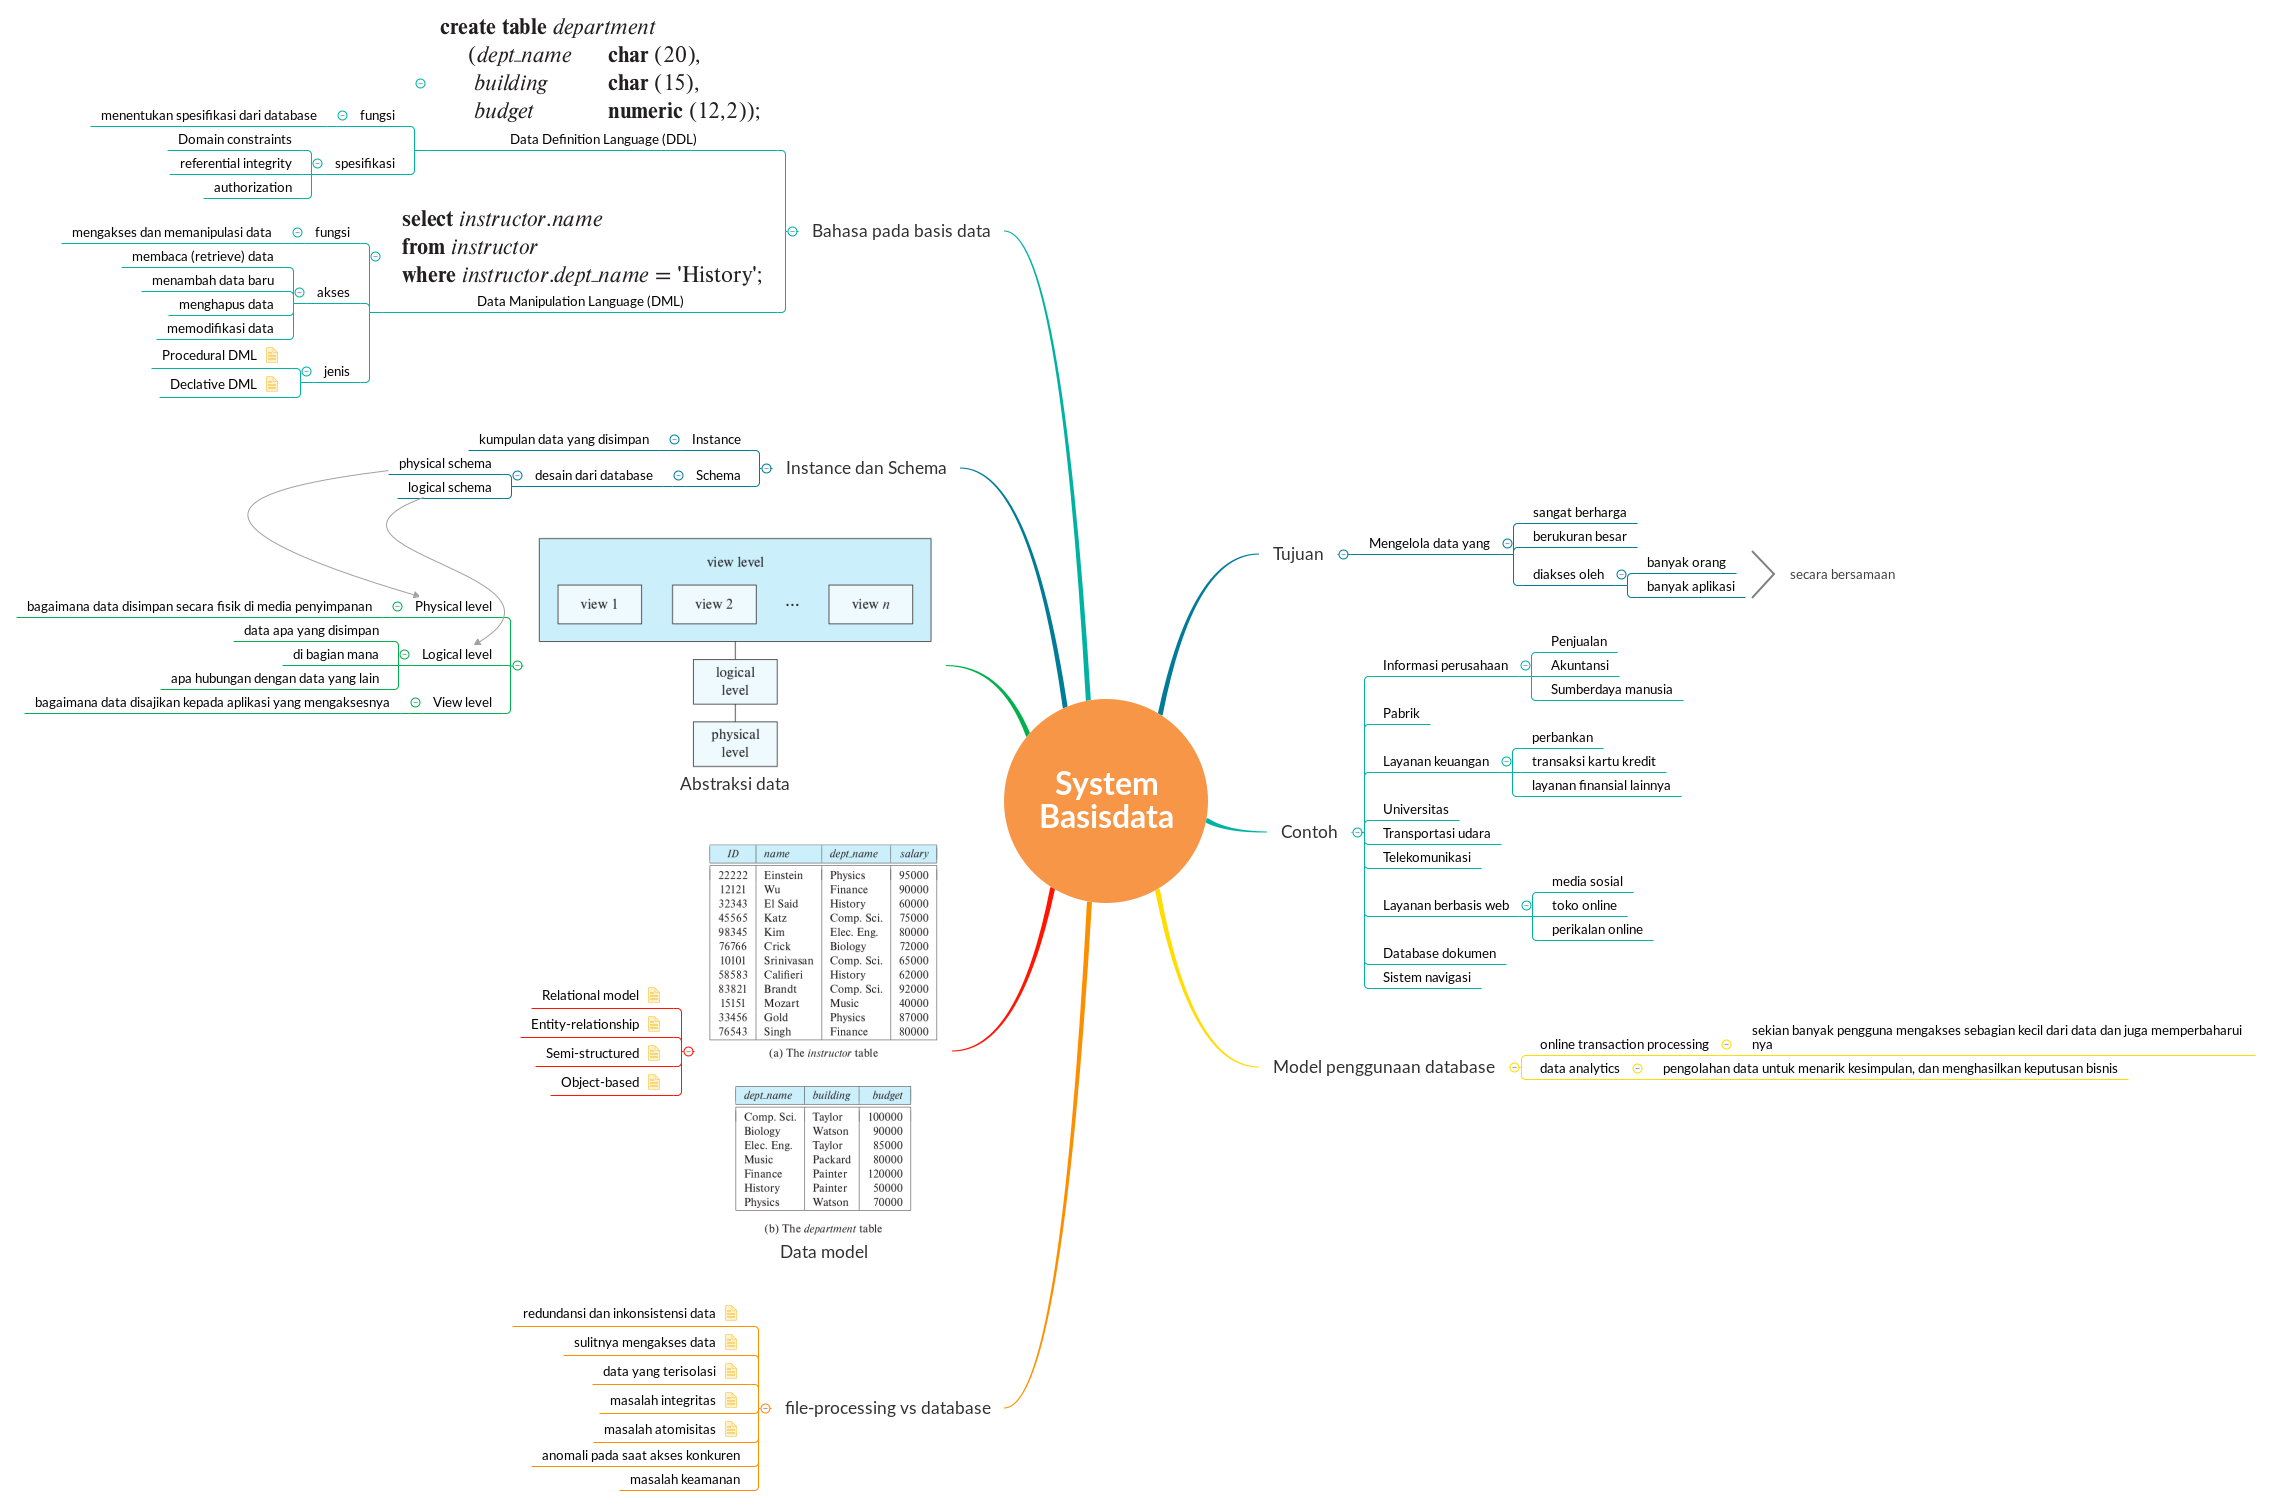 System
Basisdata
Tujuan
Mengelola data yang
sangat berharga
berukuran besar
diakses oleh
banyak orang
banyak aplikasi
secara bersamaan
Contoh
Informasi perusahaan
Penjualan
Akuntansi
Sumberdaya manusia
Pabrik
Layanan keuangan
perbankan
transaksi kartu kredit
layanan finansial lainnya
Universitas
Transportasi udara
Telekomunikasi
Layanan berbasis web
media sosial
toko online
perikalan online
Database dokumen
Sistem navigasi
Model penggunaan database
online transaction processing
sekian banyak pengguna mengakses sebagian kecil dari data dan juga memperbaharui
nya
data analytics
pengolahan data untuk menarik kesimpulan, dan menghasilkan keputusan bisnis
Bahasa pada basis data
create table department
(dept_name char (20),
building char (15),
budget numeric (12,2));
Data Definition Language (DDL)
fungsi
menentukan spesifikasi dari database
spesifikasi
Domain constraints
referential integrity
authorization
select instructor.name
from instructor
where instructor.dept_name = 'History';
Data Manipulation Language (DML)
fungsi
mengakses dan memanipulasi data
akses
membaca (retrieve) data
menambah data baru
menghapus data
memodifikasi data
jenis
Procedural DML
Declative DML
Instance dan Schema
Instance
kumpulan data yang disimpan
Schema
desain dari database
physical schema
logical schema
view level
view 1
view 2
...
view n
logical
level
physical
level
Abstraksi data
Physical level
bagaimana data disimpan secara fisik di media penyimpanan
Logical level
data apa yang disimpan
di bagian mana
apa hubungan dengan data yang lain
View level
bagaimana data disajikan kepada aplikasi yang mengaksesnya
ID name dept_name salary
22222 Einstein Physics 95000
12121 Wu Finance 90000
32343 El Said History 60000
45565 Katz Comp. Sci. 75000
98345 Kim Elec. Eng. 80000
76766 Crick Biology 72000
10101 Srinivasan Comp. Sci. 65000
58583 Califieri History 62000
83821 Brandt Comp. Sci. 92000
15151 Mozart Music 40000
33456 Gold Physics 87000
76543 Singh Finance 80000
(a) The instructor table
dept_name building budget
Comp. Sci. Taylor 100000
Biology Watson 90000
Elec. Eng. Taylor 85000
Music Packard 80000
Finance Painter 120000
History Painter 50000
Physics Watson 70000
(b) The department table
Data model
Relational model
Entity-relationship
Semi-structured
Object-based
file-processing vs database
redundansi dan inkonsistensi data
sulitnya mengakses data
data yang terisolasi
masalah integritas
masalah atomisitas
anomali pada saat akses konkuren
masalah keamanan